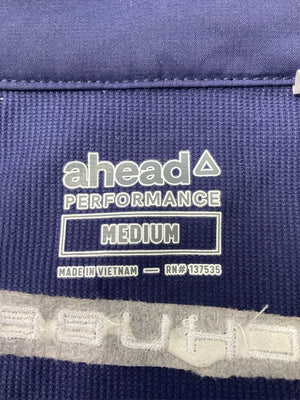 ahead
PERFORMANCE
MEDIUM
MADE IN VIETNAM — RN# 137535